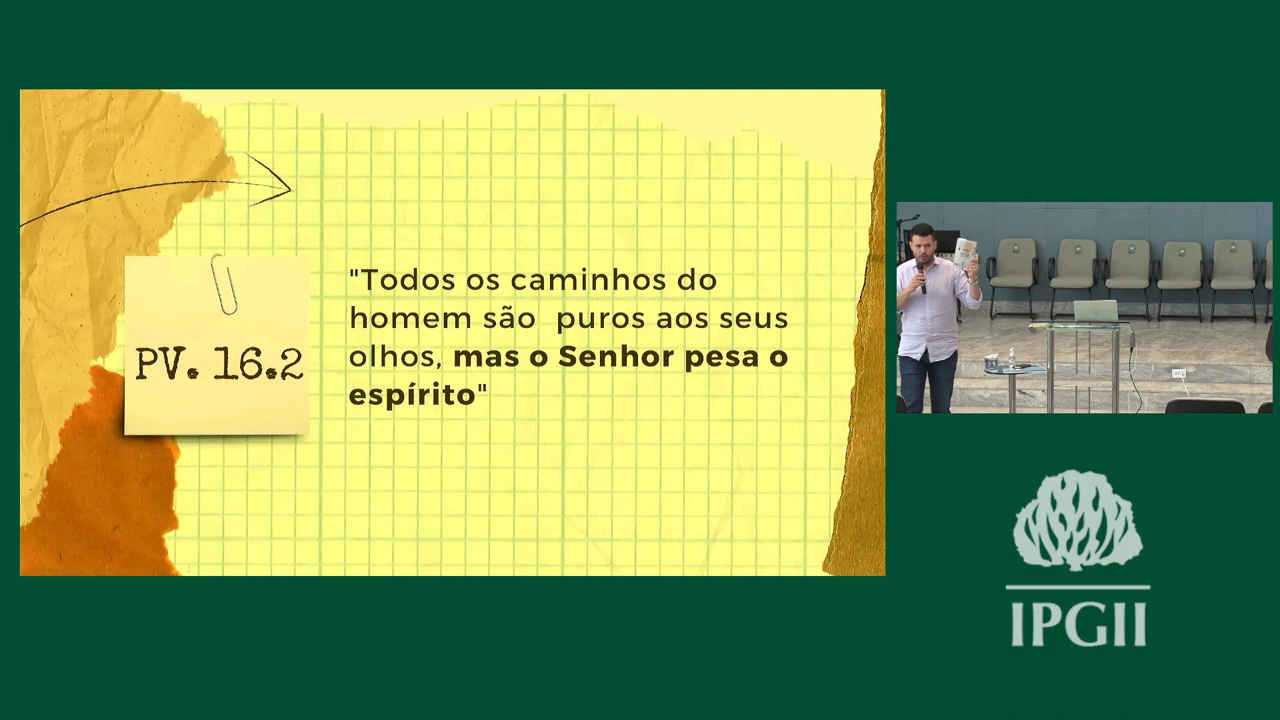 PV. 16.2
"Todos os caminhos do
homem são  puros aos seus
olhos, mas o Senhor pesa o
espírito"
IPGII